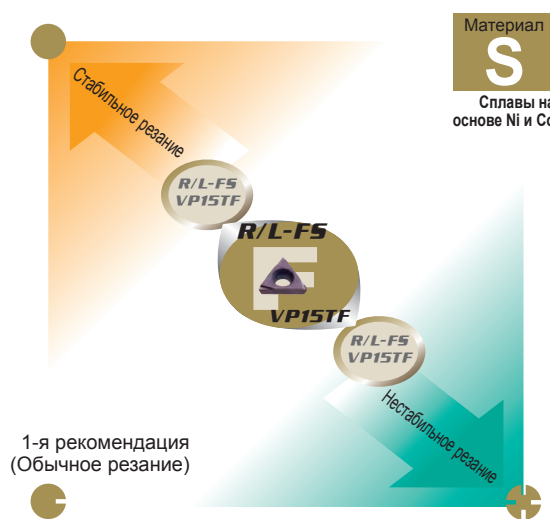 Материал
S
Сплавы на
основе Ni и Co
Стабильное резание
R/L-FS
VP15TF
R/L-FS
F
VP15TF
R/L-FS
VP15TF
Нестабильное резание
1-я рекомендация
(Обычное резание)